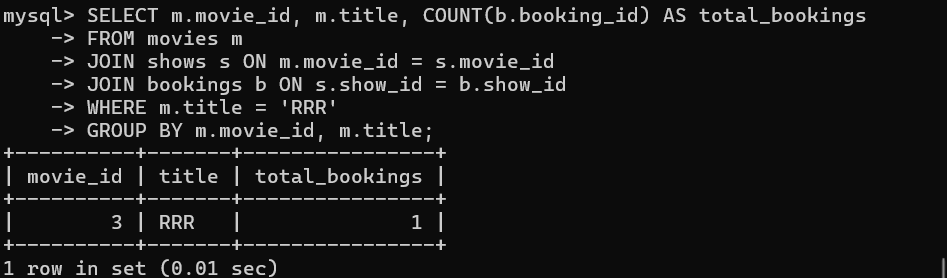 mysql> SELECT m.movie_id, m.title, COUNT(b.booking_id) AS total_bookings
    -> FROM movies m
    -> JOIN shows s ON m.movie_id = s.movie_id
    -> JOIN bookings b ON s.show_id = b.show_id
    -> WHERE m.title = 'RRR'
    -> GROUP BY m.movie_id, m.title;
+----------+-------+----------------+
| movie_id | title | total_bookings |
+----------+-------+----------------+
|        3 | RRR   |              1 |
+----------+-------+----------------+
1 row in set (0.01 sec)